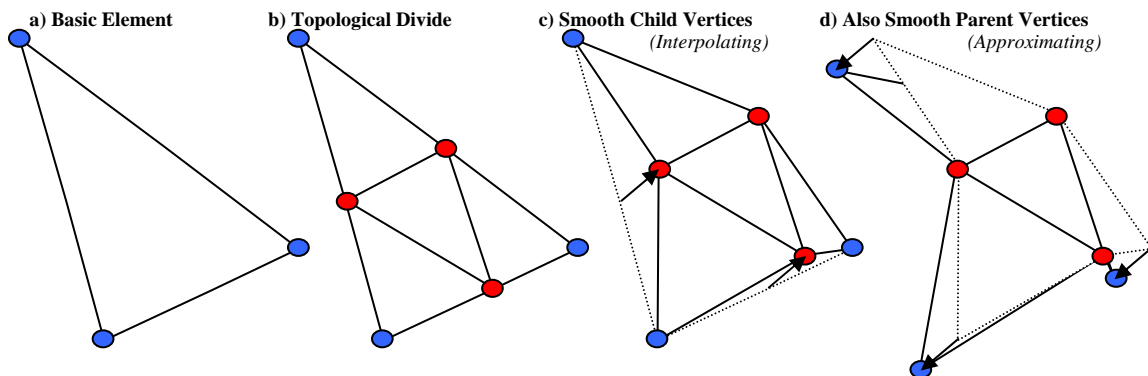 a) Basic Element
b) Topological Divide
c) Smooth Child Vertices
(Interpolating)
d) Also Smooth Parent Vertices
(Approximating)